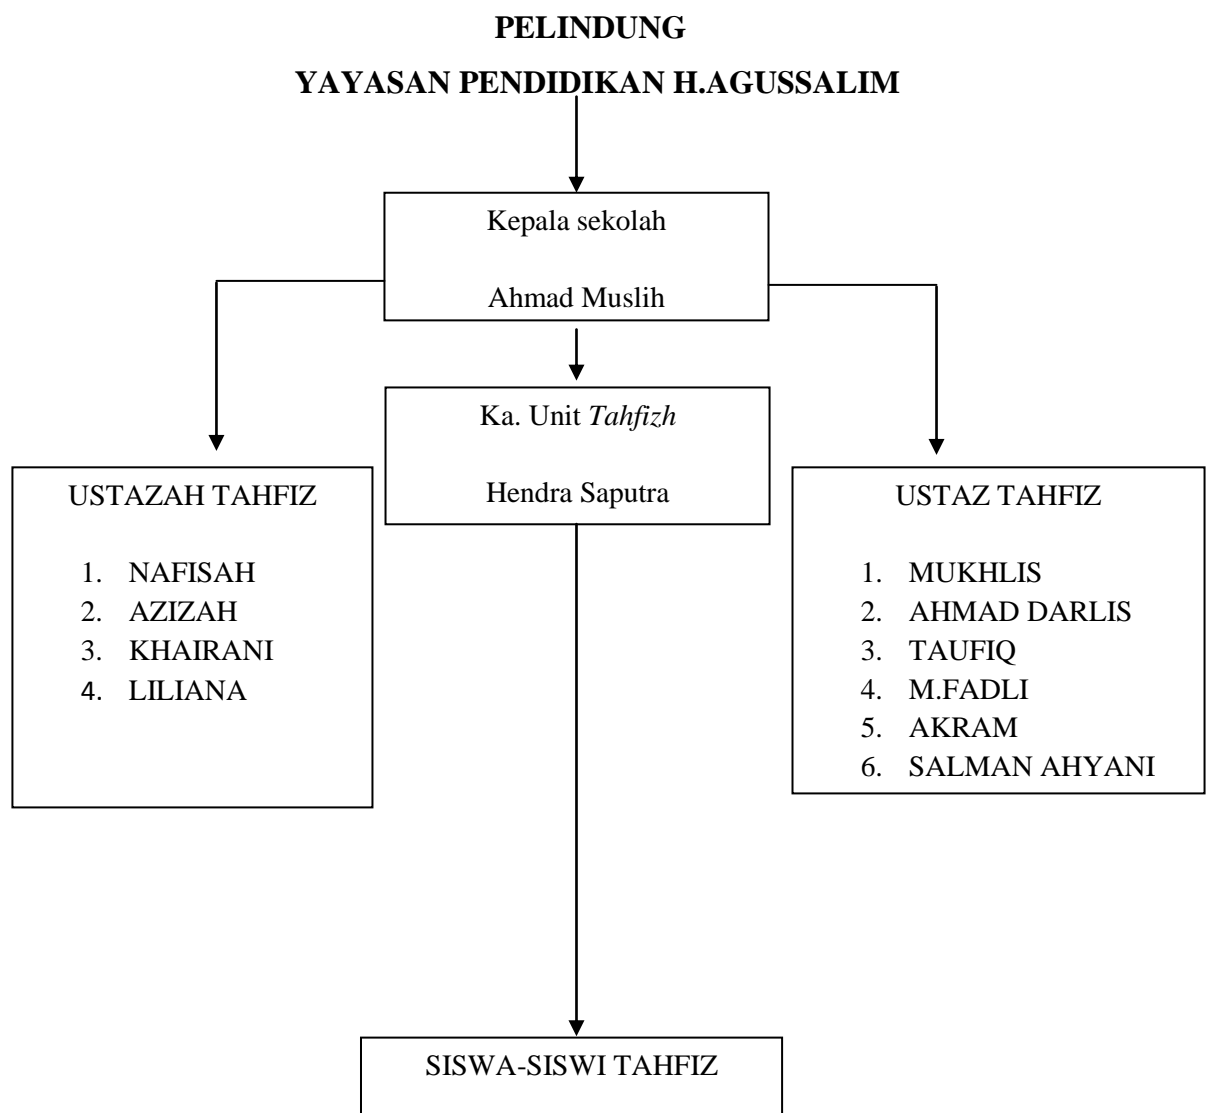 PELINDUNG
YAYASAN PENDIDIKAN H.AGUSSALIM
Kepala sekolah
Ahmad Muslih
Ka. Unit Tahfizh
Hendra Saputra
USTAZAH TAHFIZ
1. NAFISAH
2. AZIZAH
3. KHAIRANI
4. LILIANA
USTAZ TAHFIZ
1. MUKHLIS
2. AHMAD DARLIS
3. TAUFIQ
4. M.FADLI
5. AKRAM
6. SALMAN AHYANI
SISWA-SISWI TAHFIZ